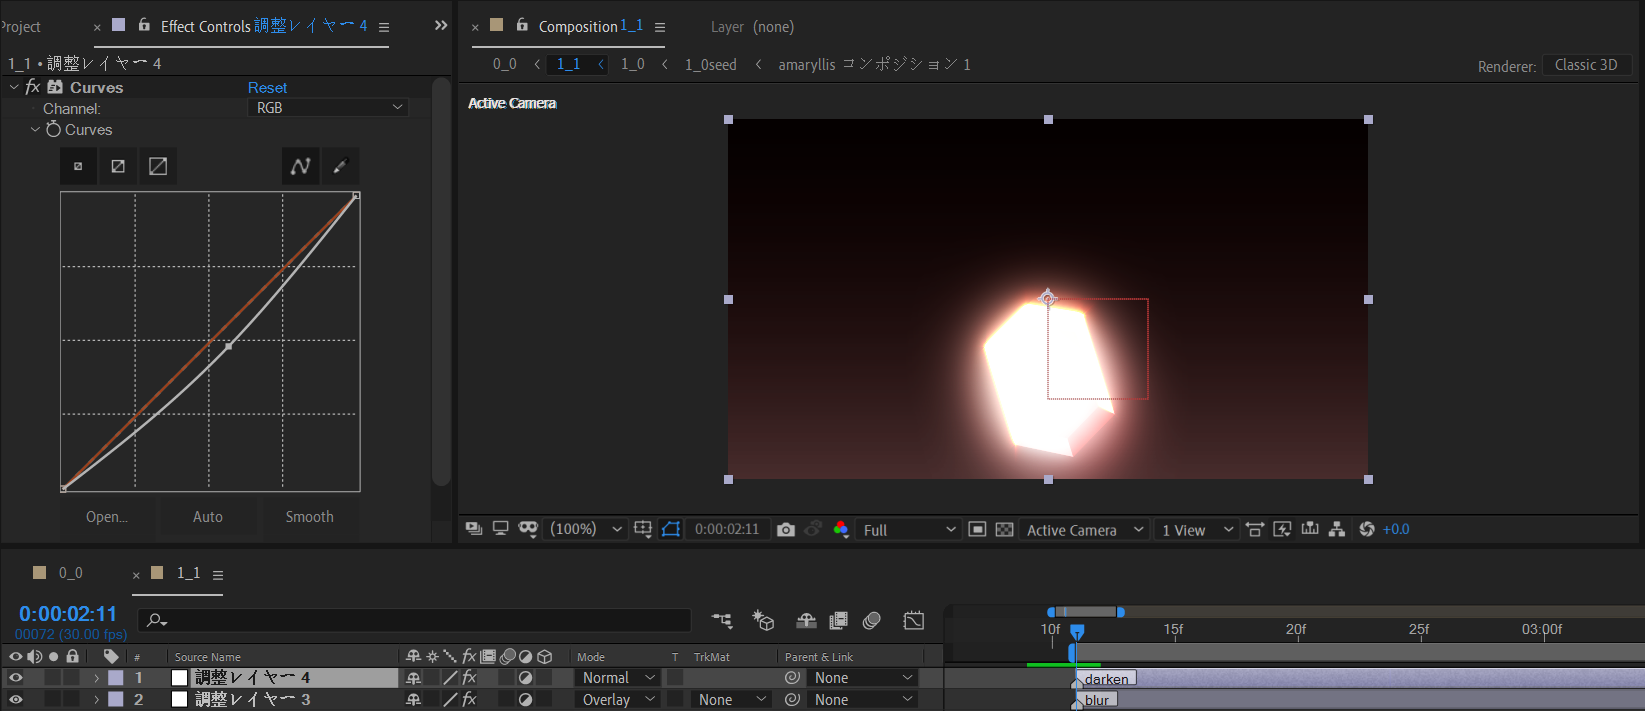 Project
× Effect Controls 調整レイヤー 4 ≡ »
1_1 • 調整レイヤー 4
fx Curves Reset
Channel: RGB
Curves
Open... Auto Smooth
× Composition 1_1 ≡ Layer (none)
0_0 < 1_1 < 1_0 < 1_0seed < amaryllis コンポジション 1
Renderer: Classic 3D
Active Camera
(100%) 0:00:02:11 Full Active Camera 1 View +0.0
0_0 × 1_1 ≡
0:00:02:11
00072 (30.00 fps)
10f 15f 20f 25f 03:00f
# Source Name fx Mode T TrkMat Parent & Link
1 調整レイヤー 4 fx Normal None darken
2 調整レイヤー 3 fx Overlay None None blur